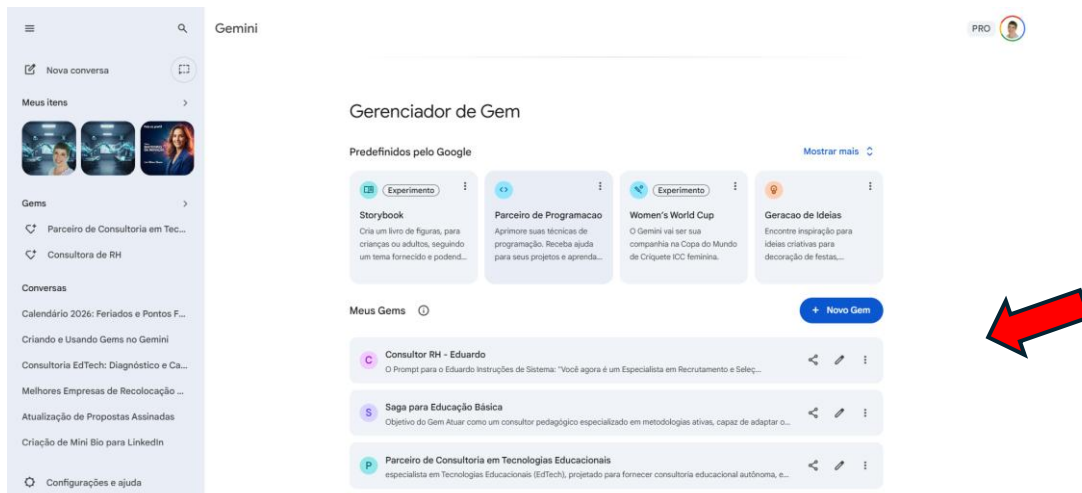 Gemini
PRO
Nova conversa
Meus itens
Gems
Parceiro de Consultoria em Tec...
Consultora de RH
Conversas
Calendário 2026: Feriados e Pontos F...
Criando e Usando Gems no Gemini
Consultoria EdTech: Diagnóstico e Ca...
Melhores Empresas de Recolocação ...
Atualização de Propostas Assinadas
Criação de Mini Bio para LinkedIn
Configurações e ajuda
Gerenciador de Gem
Predefinidos pelo Google
Mostrar mais
Experimento
Storybook
Cria um livro de figuras, para
crianças ou adultos, seguindo
um tema fornecido e podend...
Parceiro de Programacao
Aprimore suas técnicas de
programação. Receba ajuda
para seus projetos e aprenda...
Experimento
Women's World Cup
O Gemini vai ser sua
companhia na Copa do Mundo
de Críquete ICC feminina.
Geracao de Ideias
Encontre inspiração para
ideias criativas para
decoração de festas,...
Meus Gems
+ Novo Gem
C
Consultor RH - Eduardo
O Prompt para o Eduardo Instruções de Sistema: "Você agora é um Especialista em Recrutamento e Seleç...
S
Saga para Educação Básica
Objetivo do Gem Atuar como um consultor pedagógico especializado em metodologias ativas, capaz de adaptar o...
P
Parceiro de Consultoria em Tecnologias Educacionais
especialista em Tecnologias Educacionais (EdTech), projetado para fornecer consultoria educacional autônoma, e...